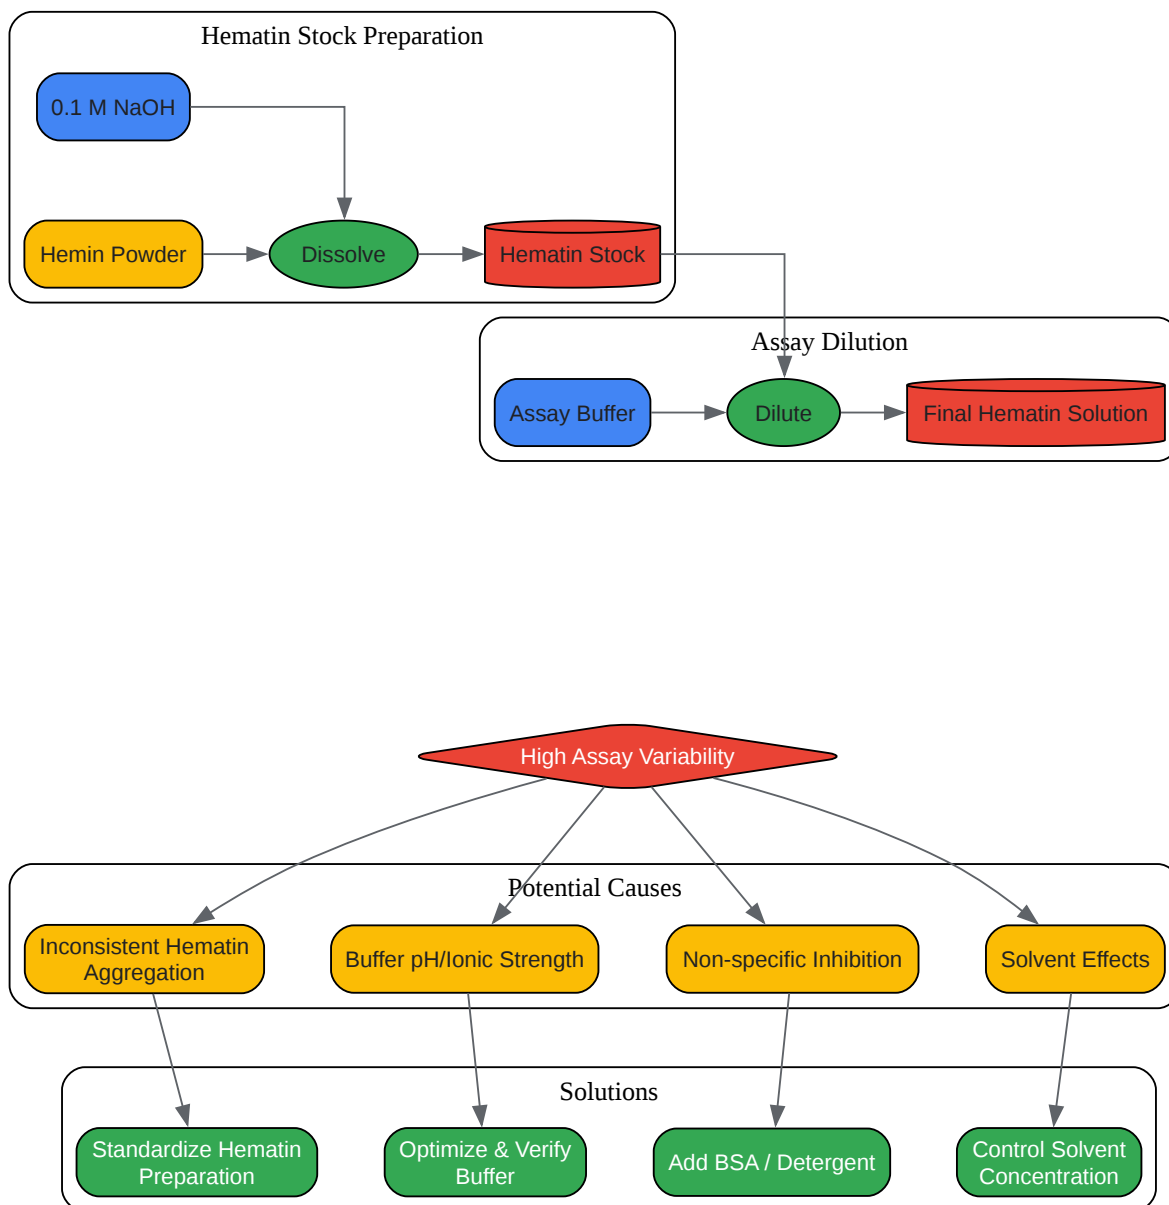 Hematin Stock Preparation
0.1 M NaOH
Hemin Powder
Dissolve
Hematin Stock
Assay Dilution
Assay Buffer
Dilute
Final Hematin Solution
High Assay Variability
Potential Causes
Inconsistent Hematin
Aggregation
Buffer pH/Ionic Strength
Non-specific Inhibition
Solvent Effects
Solutions
Standardize Hematin
Preparation
Optimize & Verify
Buffer
Add BSA / Detergent
Control Solvent
Concentration